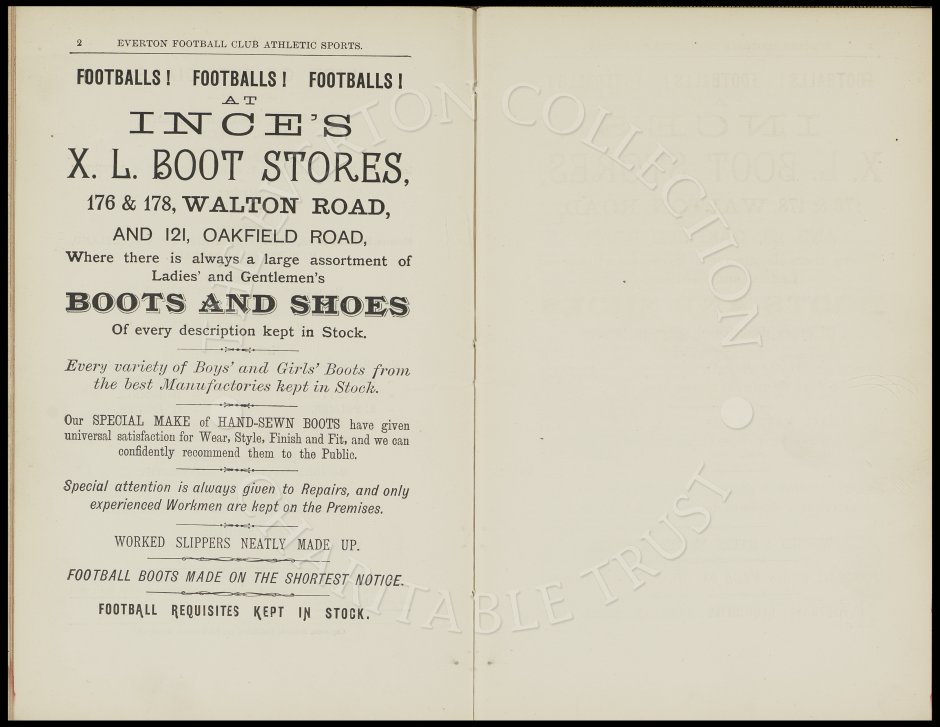 2 EVERTON FOOTBALL CLUB ATHLETIC SPORTS.
FOOTBALLS! FOOTBALLS! FOOTBALLS!
AT
INCE'S
X. L. BOOT STORES,
176 & 178, WALTON ROAD,
AND 121, OAKFIELD ROAD,
Where there is always a large assortment of
Ladies' and Gentlemen's
BOOTS AND SHOES
Of every description kept in Stock.
Every variety of Boys' and Girls' Boots from
the best Manufactories kept in Stock.
Our SPECIAL MAKE of HAND-SEWN BOOTS have given
universal satisfaction for Wear, Style, Finish and Fit, and we can
confidently recommend them to the Public.
Special attention is always given to Repairs, and only
experienced Workmen are kept on the Premises.
WORKED SLIPPERS NEATLY MADE UP.
FOOTBALL BOOTS MADE ON THE SHORTEST NOTICE.
FOOTBALL REQUISITES KEPT IN STOCK.
THE EVERTON COLLECTION
CHARITABLE TRUST